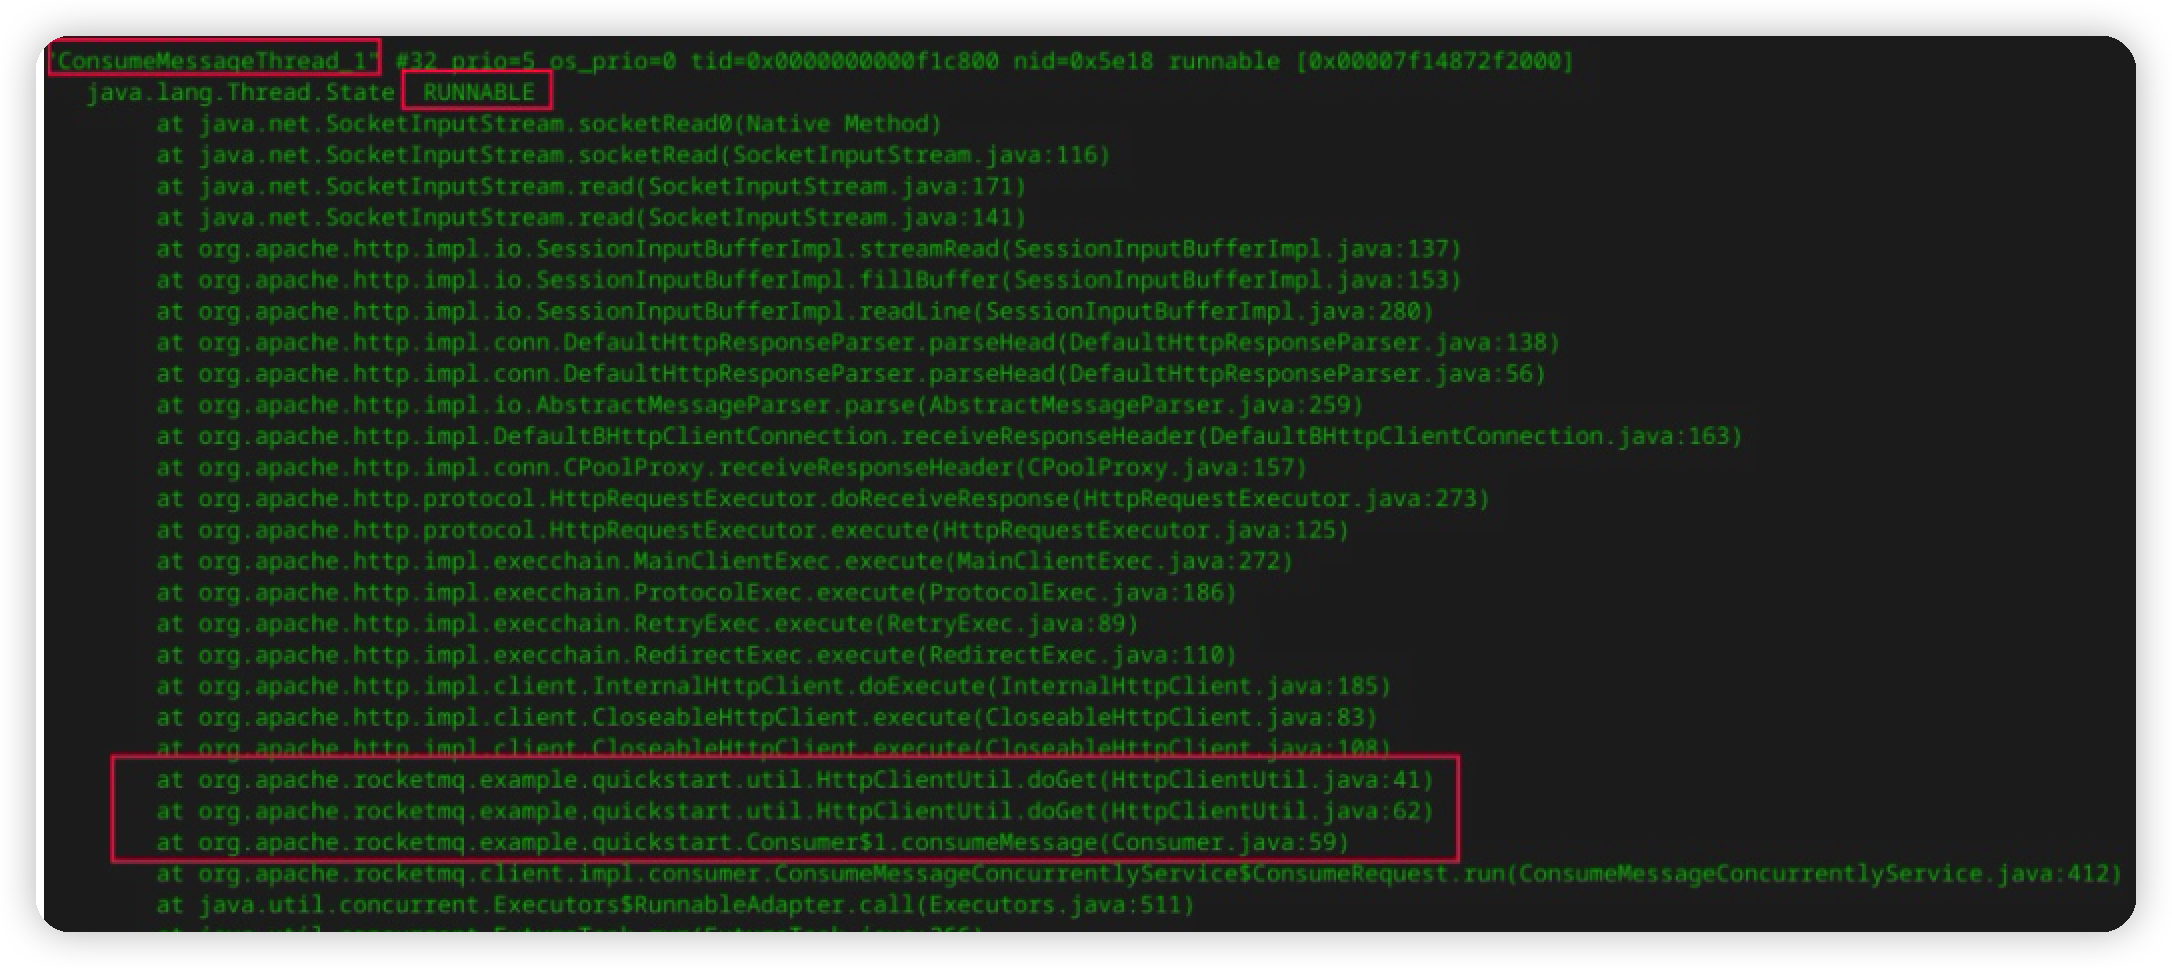 "ConsumeMessageThread_1" #32 prio=5 os_prio=0 tid=0x0000000000f1c800 nid=0x5e18 runnable [0x00007f14872f2000]
java.lang.Thread.State RUNNABLE
at java.net.SocketInputStream.socketRead0(Native Method)
at java.net.SocketInputStream.socketRead(SocketInputStream.java:116)
at java.net.SocketInputStream.read(SocketInputStream.java:171)
at java.net.SocketInputStream.read(SocketInputStream.java:141)
at org.apache.http.impl.io.SessionInputBufferImpl.streamRead(SessionInputBufferImpl.java:137)
at org.apache.http.impl.io.SessionInputBufferImpl.fillBuffer(SessionInputBufferImpl.java:153)
at org.apache.http.impl.io.SessionInputBufferImpl.readLine(SessionInputBufferImpl.java:280)
at org.apache.http.impl.conn.DefaultHttpResponseParser.parseHead(DefaultHttpResponseParser.java:138)
at org.apache.http.impl.conn.DefaultHttpResponseParser.parseHead(DefaultHttpResponseParser.java:56)
at org.apache.http.impl.io.AbstractMessageParser.parse(AbstractMessageParser.java:259)
at org.apache.http.impl.DefaultBHttpClientConnection.receiveResponseHeader(DefaultBHttpClientConnection.java:163)
at org.apache.http.impl.conn.CPoolProxy.receiveResponseHeader(CPoolProxy.java:157)
at org.apache.http.protocol.HttpRequestExecutor.doReceiveResponse(HttpRequestExecutor.java:273)
at org.apache.http.protocol.HttpRequestExecutor.execute(HttpRequestExecutor.java:125)
at org.apache.http.impl.execchain.MainClientExec.execute(MainClientExec.java:272)
at org.apache.http.impl.execchain.ProtocolExec.execute(ProtocolExec.java:186)
at org.apache.http.impl.execchain.RetryExec.execute(RetryExec.java:89)
at org.apache.http.impl.execchain.RedirectExec.execute(RedirectExec.java:110)
at org.apache.http.impl.client.InternalHttpClient.doExecute(InternalHttpClient.java:185)
at org.apache.http.impl.client.CloseableHttpClient.execute(CloseableHttpClient.java:83)
at org.apache.http.impl.client.CloseableHttpClient.execute(CloseableHttpClient.java:108)
at org.apache.rocketmq.example.quickstart.util.HttpClientUtil.doGet(HttpClientUtil.java:41)
at org.apache.rocketmq.example.quickstart.util.HttpClientUtil.doGet(HttpClientUtil.java:62)
at org.apache.rocketmq.example.quickstart.Consumer$1.consumeMessage(Consumer.java:59)
at org.apache.rocketmq.client.impl.consumer.ConsumeMessageConcurrentlyService$ConsumeRequest.run(ConsumeMessageConcurrentlyService.java:412)
at java.util.concurrent.Executors$RunnableAdapter.call(Executors.java:511)